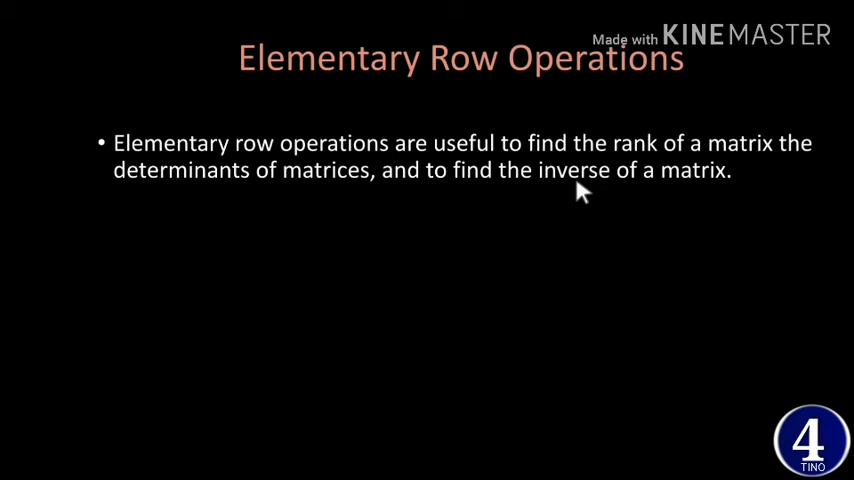 Made with KINEMASTER
Elementary Row Operations
• Elementary row operations are useful to find the rank of a matrix the
determinants of matrices, and to find the inverse of a matrix.
4
TINO